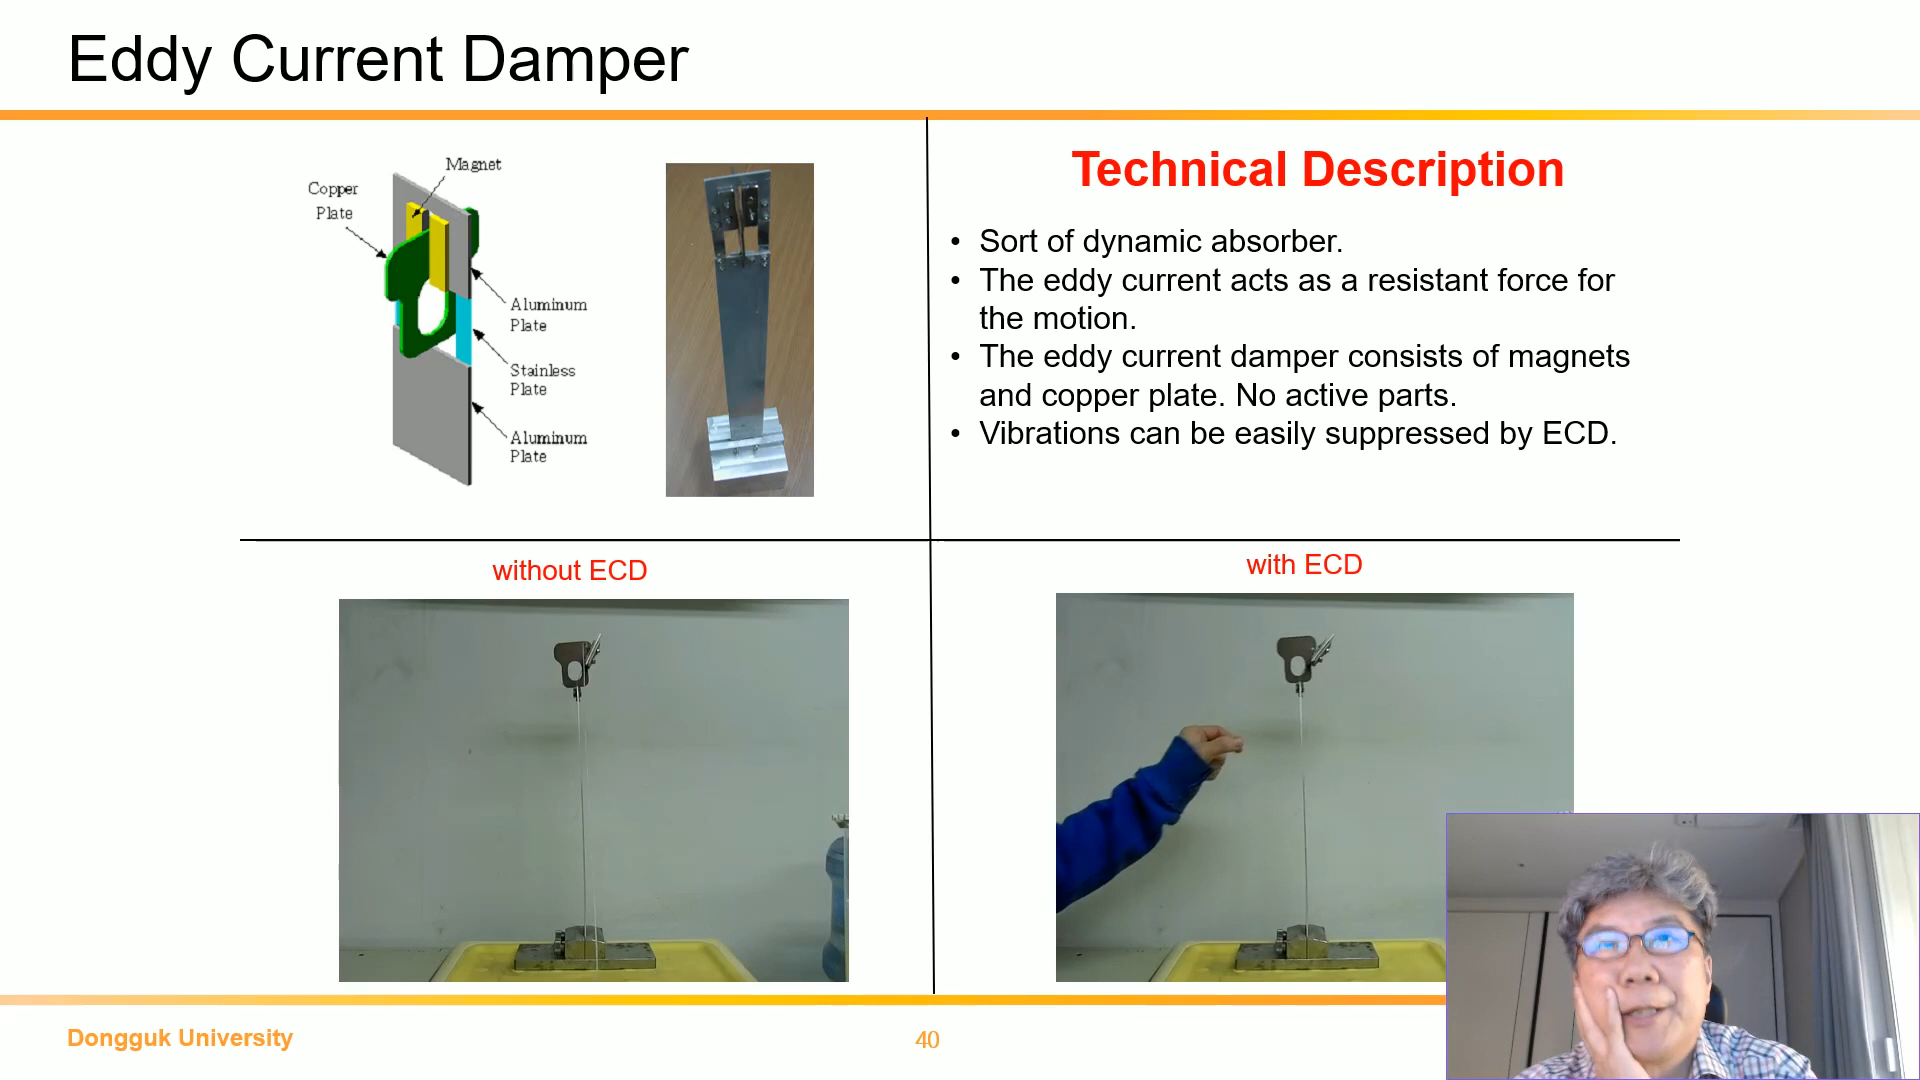 Eddy Current Damper
Magnet
Copper
Plate
Aluminum
Plate
Stainless
Plate
Aluminum
Plate
Technical Description
• Sort of dynamic absorber.
• The eddy current acts as a resistant force for
the motion.
• The eddy current damper consists of magnets
and copper plate. No active parts.
• Vibrations can be easily suppressed by ECD.
without ECD
with ECD
Dongguk University
40